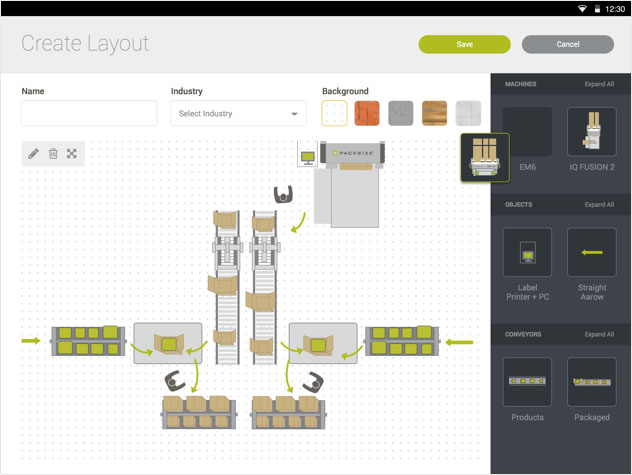 12:30
Create Layout
Save
Cancel
Name
Industry
Background
Select Industry
PACKSIZE
MACHINES
Expand All
EM6
IQ FUSION 2
OBJECTS
Expand All
Label
Printer + PC
Straight
Aarow
CONVEYORS
Expand All
Products
Packaged